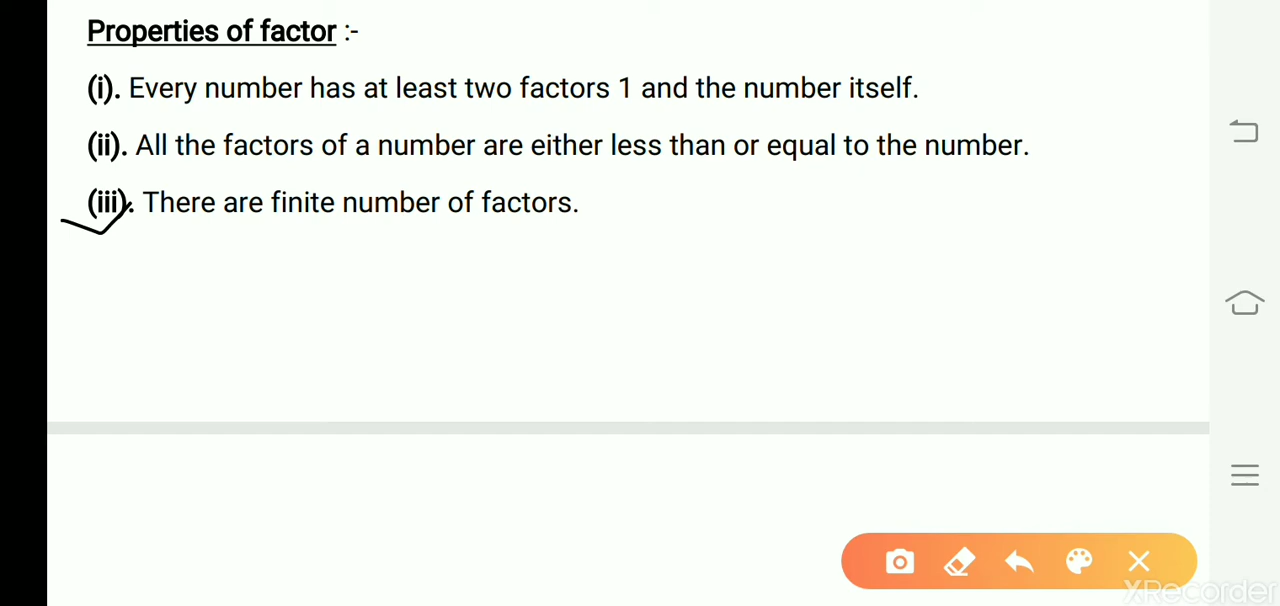 Properties of factor :-
(i). Every number has at least two factors 1 and the number itself.
(ii). All the factors of a number are either less than or equal to the number.
(iii). There are finite number of factors.
XRecorder